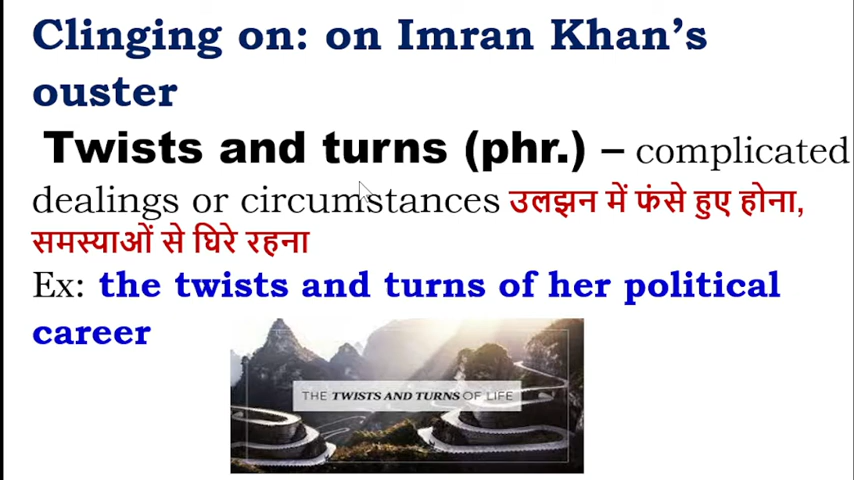 Clinging on: on Imran Khan’s
ouster
Twists and turns (phr.) – complicated
dealings or circumstances उलझन में फंसे हुए होना,
समस्याओं से घिरे रहना
Ex: the twists and turns of her political
career
THE TWISTS AND TURNS OF LIFE